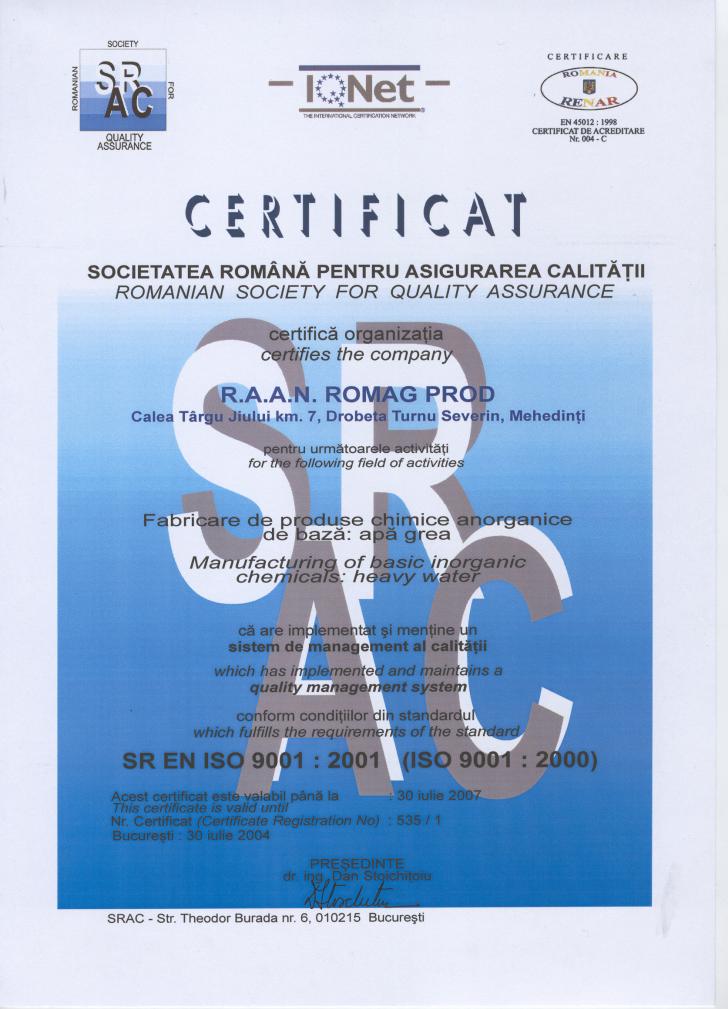 SOCIETY
ROMANIAN
SR
AC
FOR
QUALITY
ASSURANCE
IQNet
®
THE INTERNATIONAL CERTIFICATION NETWORK
CERTIFICARE
ROMANIA
RENAR
EN 45012 : 1998
CERTIFICAT DE ACREDITARE
Nr. 004 - C
CERTIFICAT
SOCIETATEA ROMÂNĂ PENTRU ASIGURAREA CALITĂȚII
ROMANIAN SOCIETY FOR QUALITY ASSURANCE
SR
AC
certifică organizația
certifies the company
R.A.A.N. ROMAG PROD
Calea Târgu Jiului km. 7, Drobeta Turnu Severin, Mehedinți
pentru următoarele activități
for the following field of activities
Fabricare de produse chimice anorganice
de bază: apă grea
Manufacturing of basic inorganic
chemicals: heavy water
că are implementat şi menține un
sistem de management al calității
which has implemented and maintains a
quality management system
conform condițiilor din standardul
which fulfills the requirements of the standard
SR EN ISO 9001 : 2001 (ISO 9001 : 2000)
Acest certificat este valabil până la : 30 iulie 2007
This certificate is valid until
Nr. Certificat (Certificate Registration No) : 535 / 1
Bucureşti : 30 iulie 2004
PREŞEDINTE
dr. ing. Dan Stoichițoiu
SRAC - Str. Theodor Burada nr. 6, 010215 Bucureşti